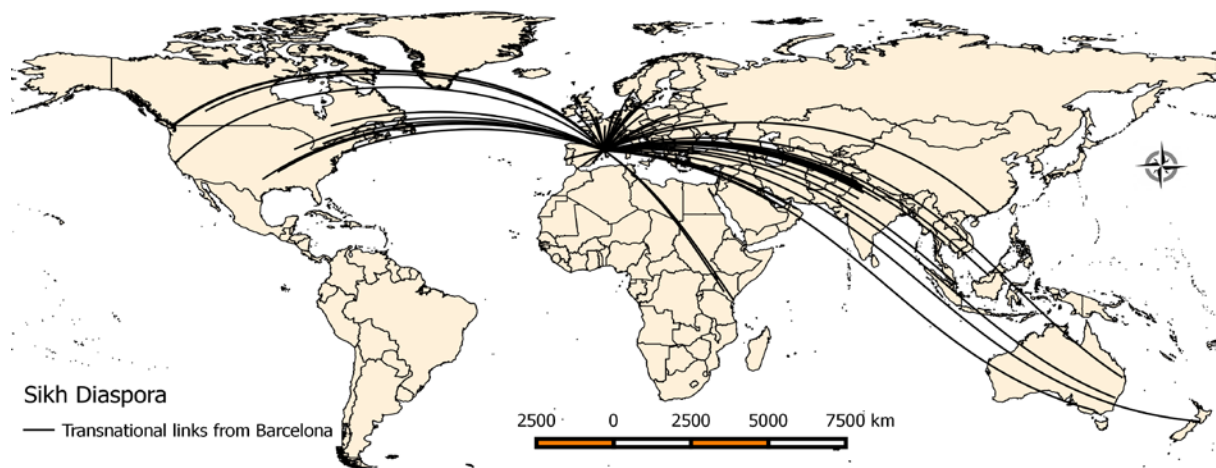 Sikh Diaspora
Transnational links from Barcelona
2500 0 2500 5000 7500 km